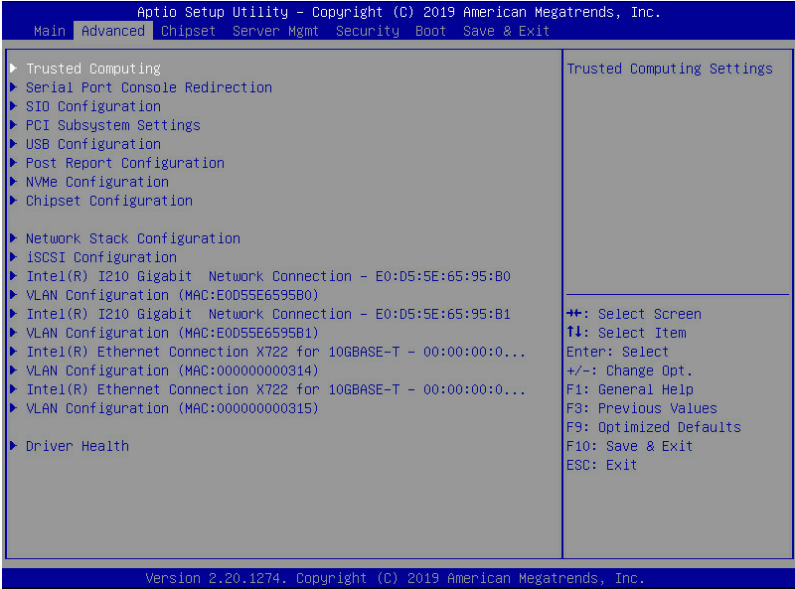 Aptio Setup Utility – Copyright (C) 2019 American Megatrends, Inc.
Main Advanced Chipset Server Mgmt Security Boot Save & Exit
Trusted Computing
Serial Port Console Redirection
SIO Configuration
PCI Subsystem Settings
USB Configuration
Post Report Configuration
NVMe Configuration
Chipset Configuration
Network Stack Configuration
iSCSI Configuration
Intel(R) I210 Gigabit  Network Connection – E0:D5:5E:65:95:B0
VLAN Configuration (MAC:E0D55E6595B0)
Intel(R) I210 Gigabit  Network Connection – E0:D5:5E:65:95:B1
VLAN Configuration (MAC:E0D55E6595B1)
Intel(R) Ethernet Connection X722 for 10GBASE–T – 00:00:00:0...
VLAN Configuration (MAC:000000000314)
Intel(R) Ethernet Connection X722 for 10GBASE–T – 00:00:00:0...
VLAN Configuration (MAC:000000000315)
Driver Health
Trusted Computing Settings
→←: Select Screen
↑↓: Select Item
Enter: Select
+/–: Change Opt.
F1: General Help
F3: Previous Values
F9: Optimized Defaults
F10: Save & Exit
ESC: Exit
Version 2.20.1274. Copyright (C) 2019 American Megatrends, Inc.